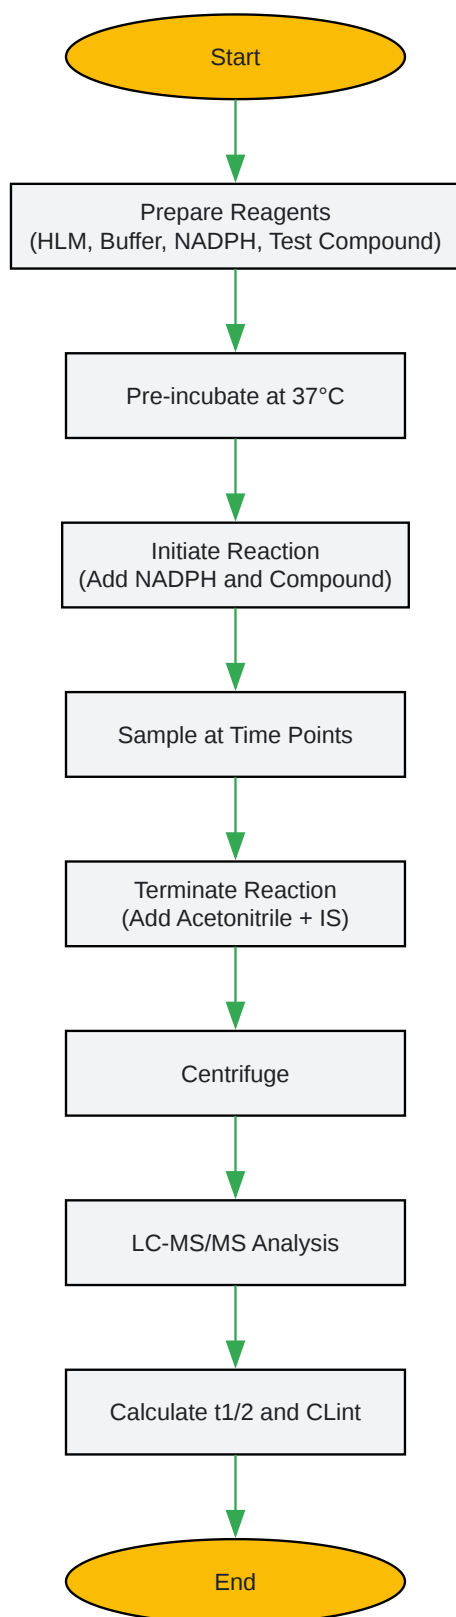 Start
Prepare Reagents
(HLM, Buffer, NADPH, Test Compound)
Pre-incubate at 37°C
Initiate Reaction
(Add NADPH and Compound)
Sample at Time Points
Terminate Reaction
(Add Acetonitrile + IS)
Centrifuge
LC-MS/MS Analysis
Calculate t1/2 and CLint
End